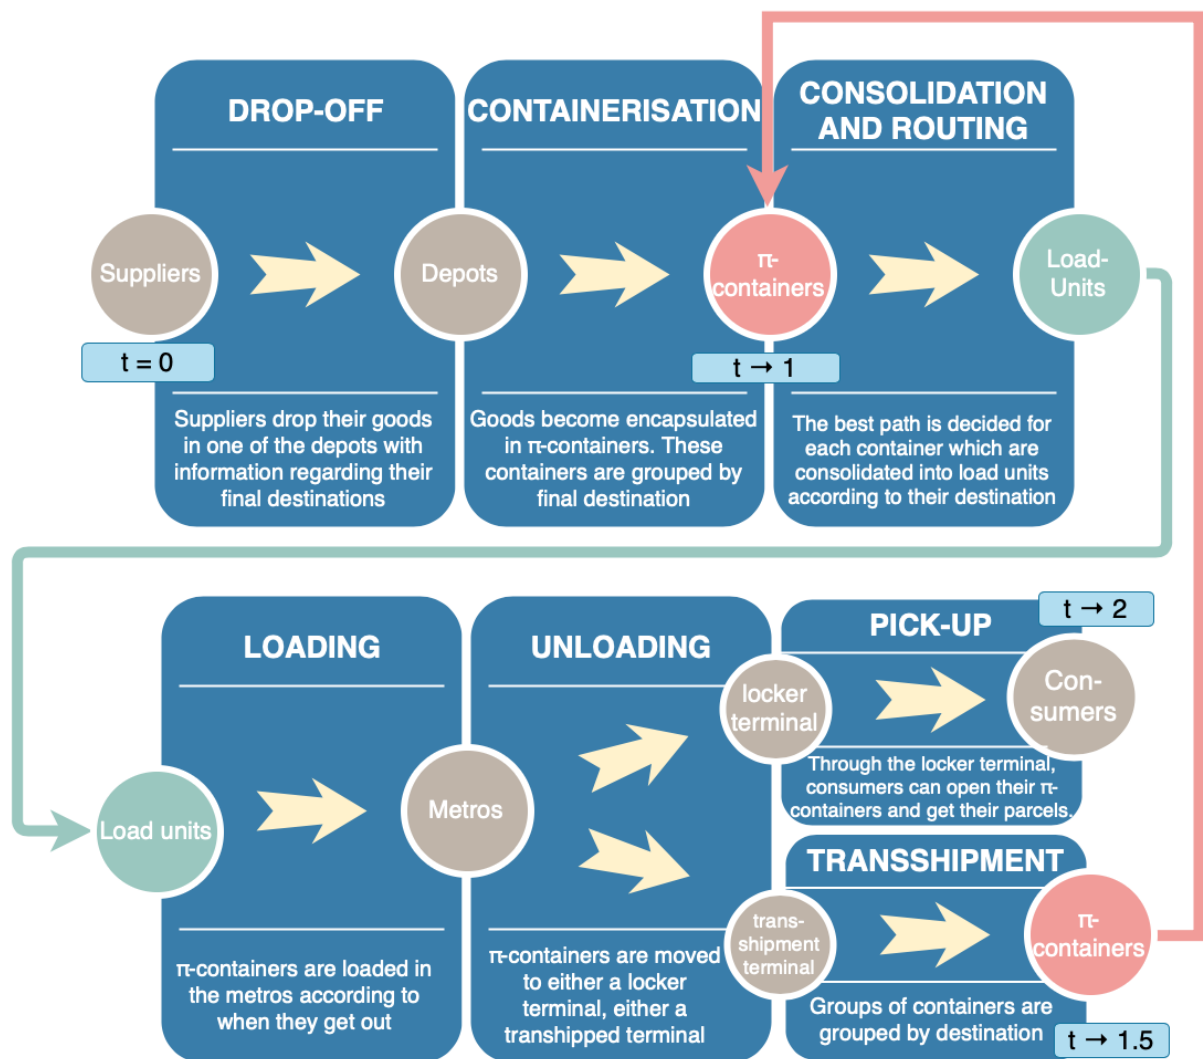 DROP-OFF
CONTAINERISATION
CONSOLIDATION
AND ROUTING
Suppliers
Depots
π-
containers
Load-
Units
t = 0
t → 1
Suppliers drop their goods
in one of the depots with
information regarding their
final destinations
Goods become encapsulated
in π-containers. These
containers are grouped by
final destination
The best path is decided for
each container which are
consolidated into load units
according to their destination
LOADING
UNLOADING
PICK-UP
t → 2
Load units
Metros
locker
terminal
Con-
sumers
Through the locker terminal,
consumers can open their π-
containers and get their parcels.
TRANSSHIPMENT
trans-
shipment
terminal
π-
containers
π-containers are loaded in
the metros according to
when they get out
π-containers are moved
to either a locker
terminal, either a
transhipped terminal
Groups of containers are
grouped by destination
t → 1.5